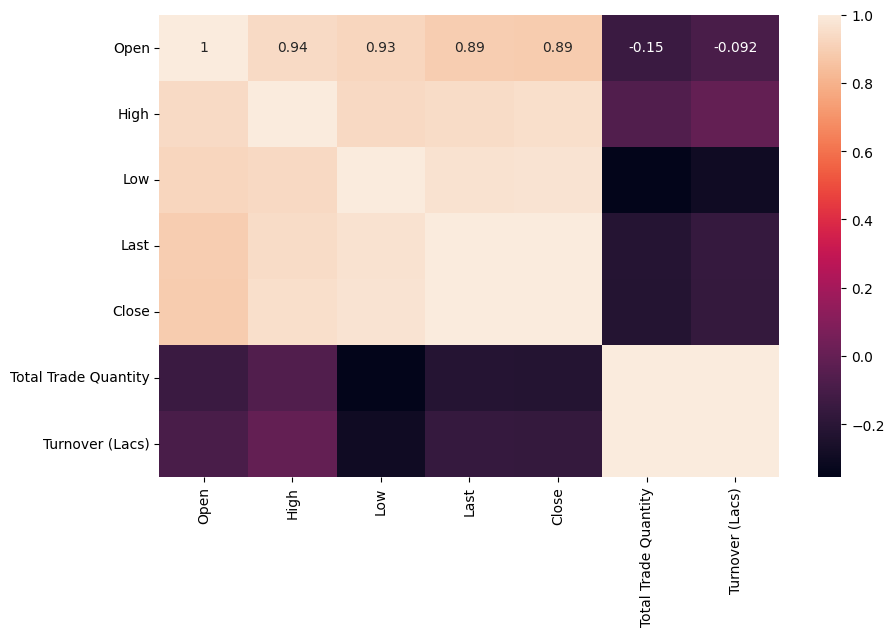 Open 1 0.94 0.93 0.89 0.89 -0.15 -0.092
High
Low
Last
Close
Total Trade Quantity
Turnover (Lacs)
Open High Low Last Close Total Trade Quantity Turnover (Lacs)
1.0
0.8
0.6
0.4
0.2
0.0
−0.2